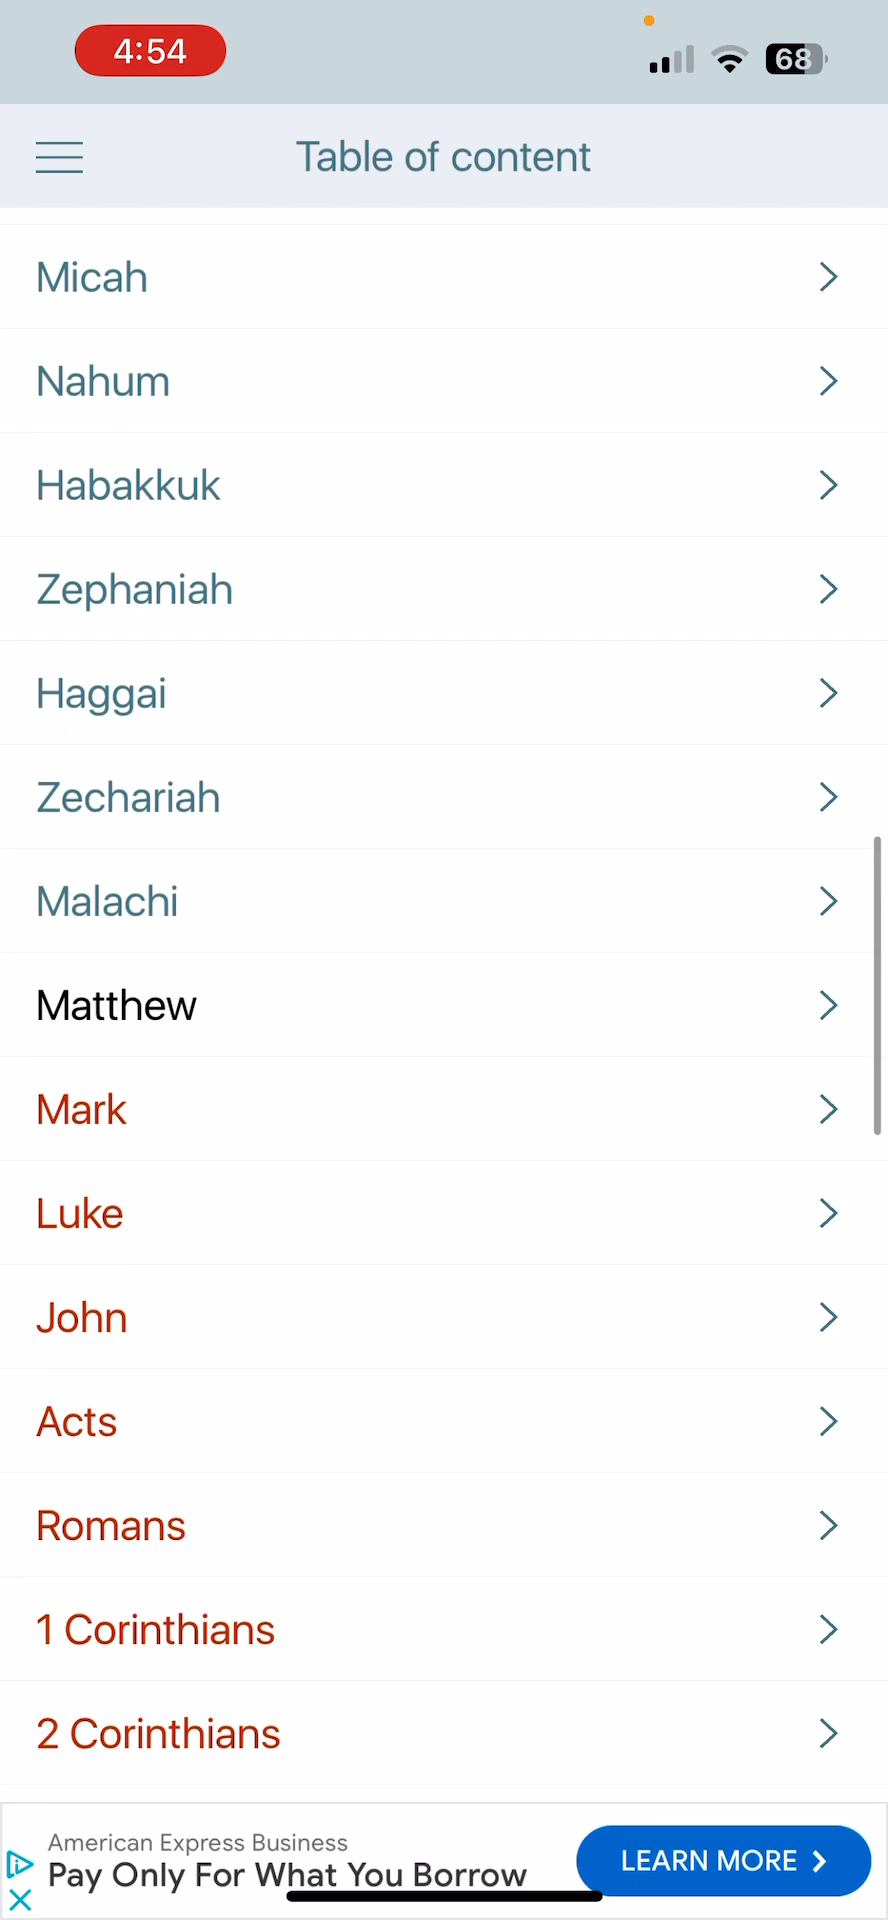 4:54
68
Table of content
Micah
Nahum
Habakkuk
Zephaniah
Haggai
Zechariah
Malachi
Matthew
Mark
Luke
John
Acts
Romans
1 Corinthians
2 Corinthians
American Express Business
Pay Only For What You Borrow
LEARN MORE